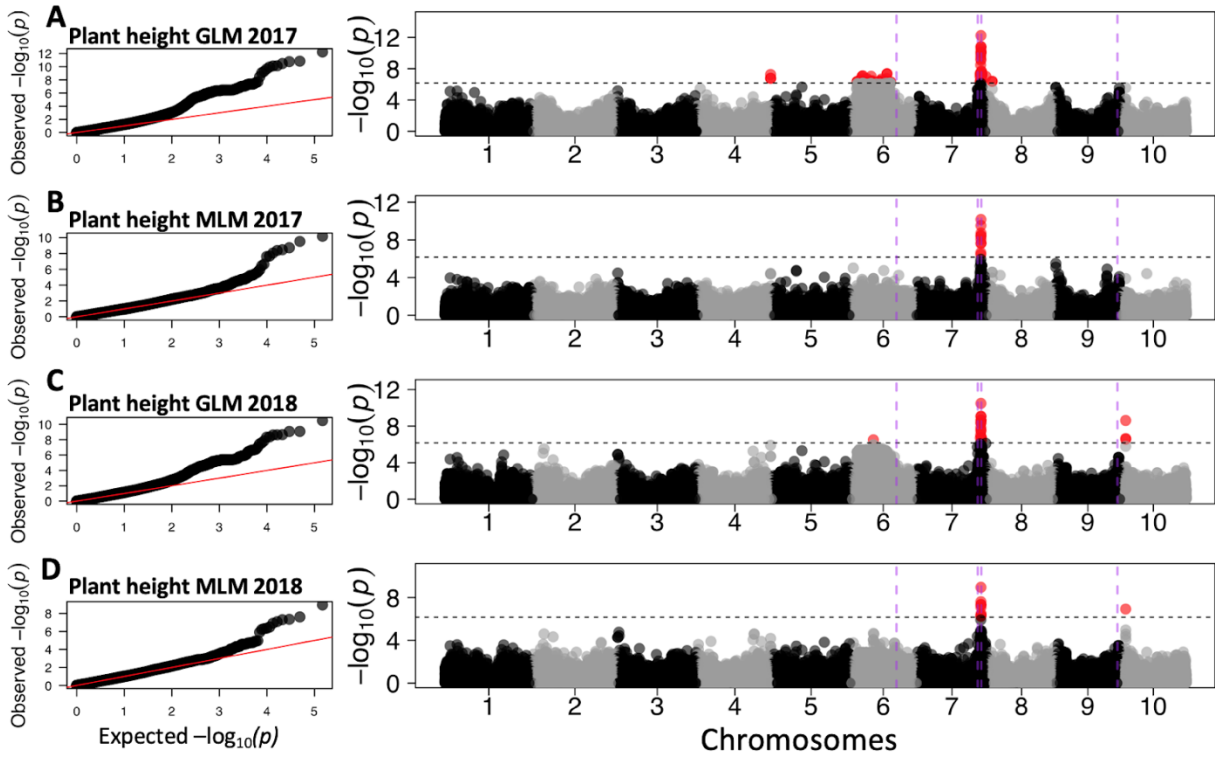 A
Plant height GLM 2017
Observed −log10(p)
12
10
8
6
4
2
0
0 1 2 3 4 5
−log10(p)
12
8
4
0
1 2 3 4 5 6 7 8 9 10
B
Plant height MLM 2017
Observed −log10(p)
10
8
6
4
2
0
0 1 2 3 4 5
−log10(p)
12
8
4
0
1 2 3 4 5 6 7 8 9 10
C
Plant height GLM 2018
Observed −log10(p)
10
8
6
4
2
0
0 1 2 3 4 5
−log10(p)
12
8
4
0
1 2 3 4 5 6 7 8 9 10
D
Plant height MLM 2018
Observed −log10(p)
8
6
4
2
0
0 1 2 3 4 5
Expected −log10(p)
−log10(p)
8
4
0
1 2 3 4 5 6 7 8 9 10
Chromosomes